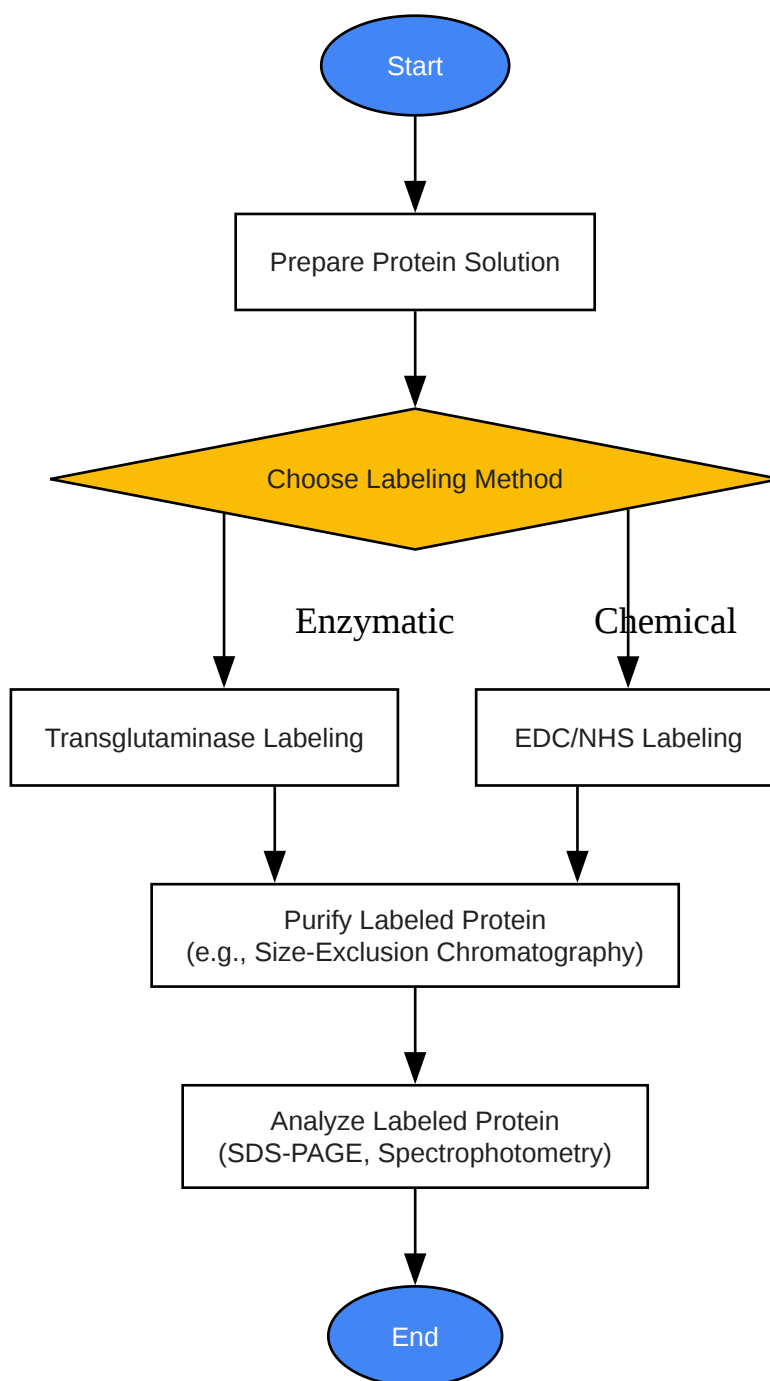 Start
Prepare Protein Solution
Choose Labeling Method
Enzymatic
Chemical
Transglutaminase Labeling
EDC/NHS Labeling
Purify Labeled Protein
(e.g., Size-Exclusion Chromatography)
Analyze Labeled Protein
(SDS-PAGE, Spectrophotometry)
End